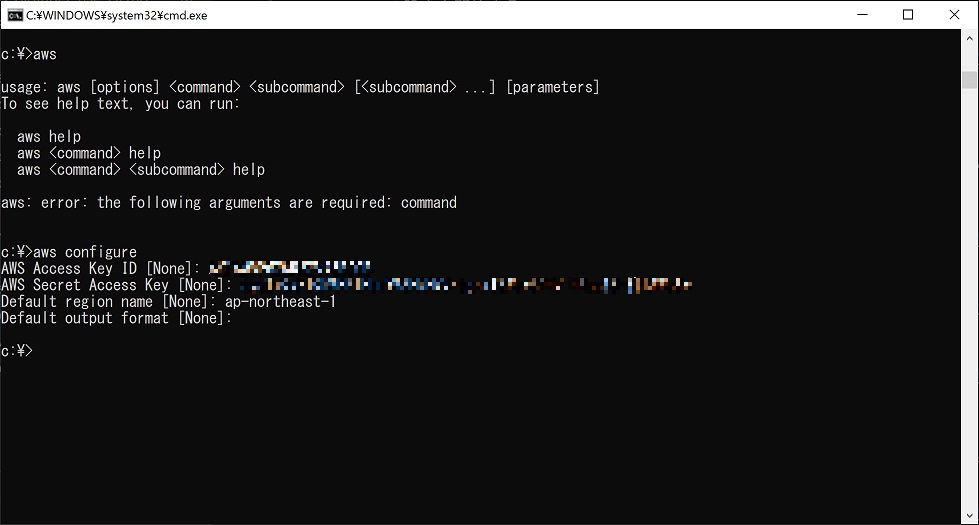 C:¥WINDOWS¥system32¥cmd.exe
c:¥>aws
usage: aws [options] <command> <subcommand> [<subcommand> ...] [parameters]
To see help text, you can run:
aws help
aws <command> help
aws <command> <subcommand> help
aws: error: the following arguments are required: command
c:¥>aws configure
AWS Access Key ID [None]:
AWS Secret Access Key [None]:
Default region name [None]: ap-northeast-1
Default output format [None]:
c:¥>